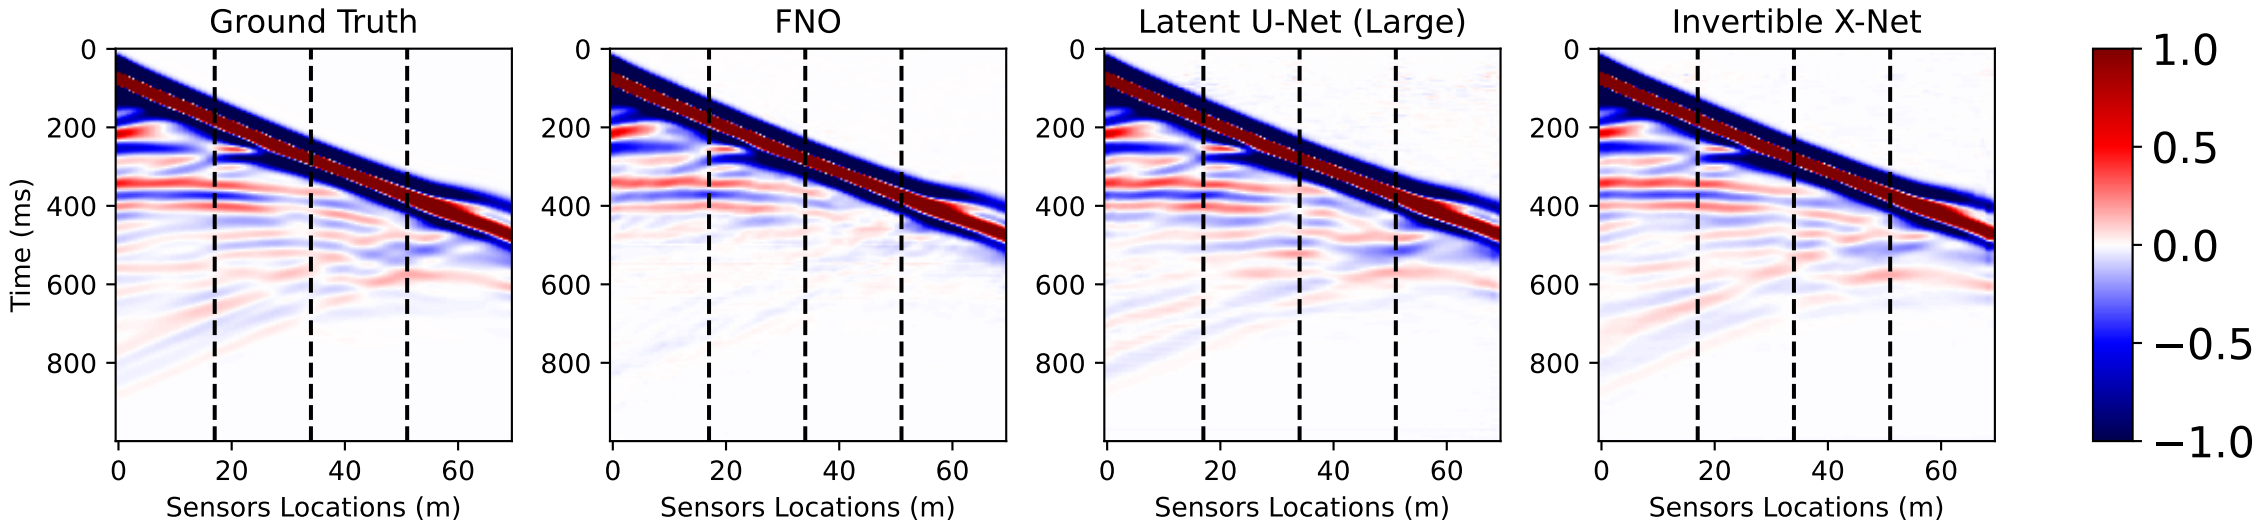 Ground Truth
FNO
Latent U-Net (Large)
Invertible X-Net
Time (ms)
0
200
400
600
800
0 20 40 60
Sensors Locations (m)
0
200
400
600
800
0 20 40 60
Sensors Locations (m)
0
200
400
600
800
0 20 40 60
Sensors Locations (m)
0
200
400
600
800
0 20 40 60
Sensors Locations (m)
1.0
0.5
0.0
−0.5
−1.0